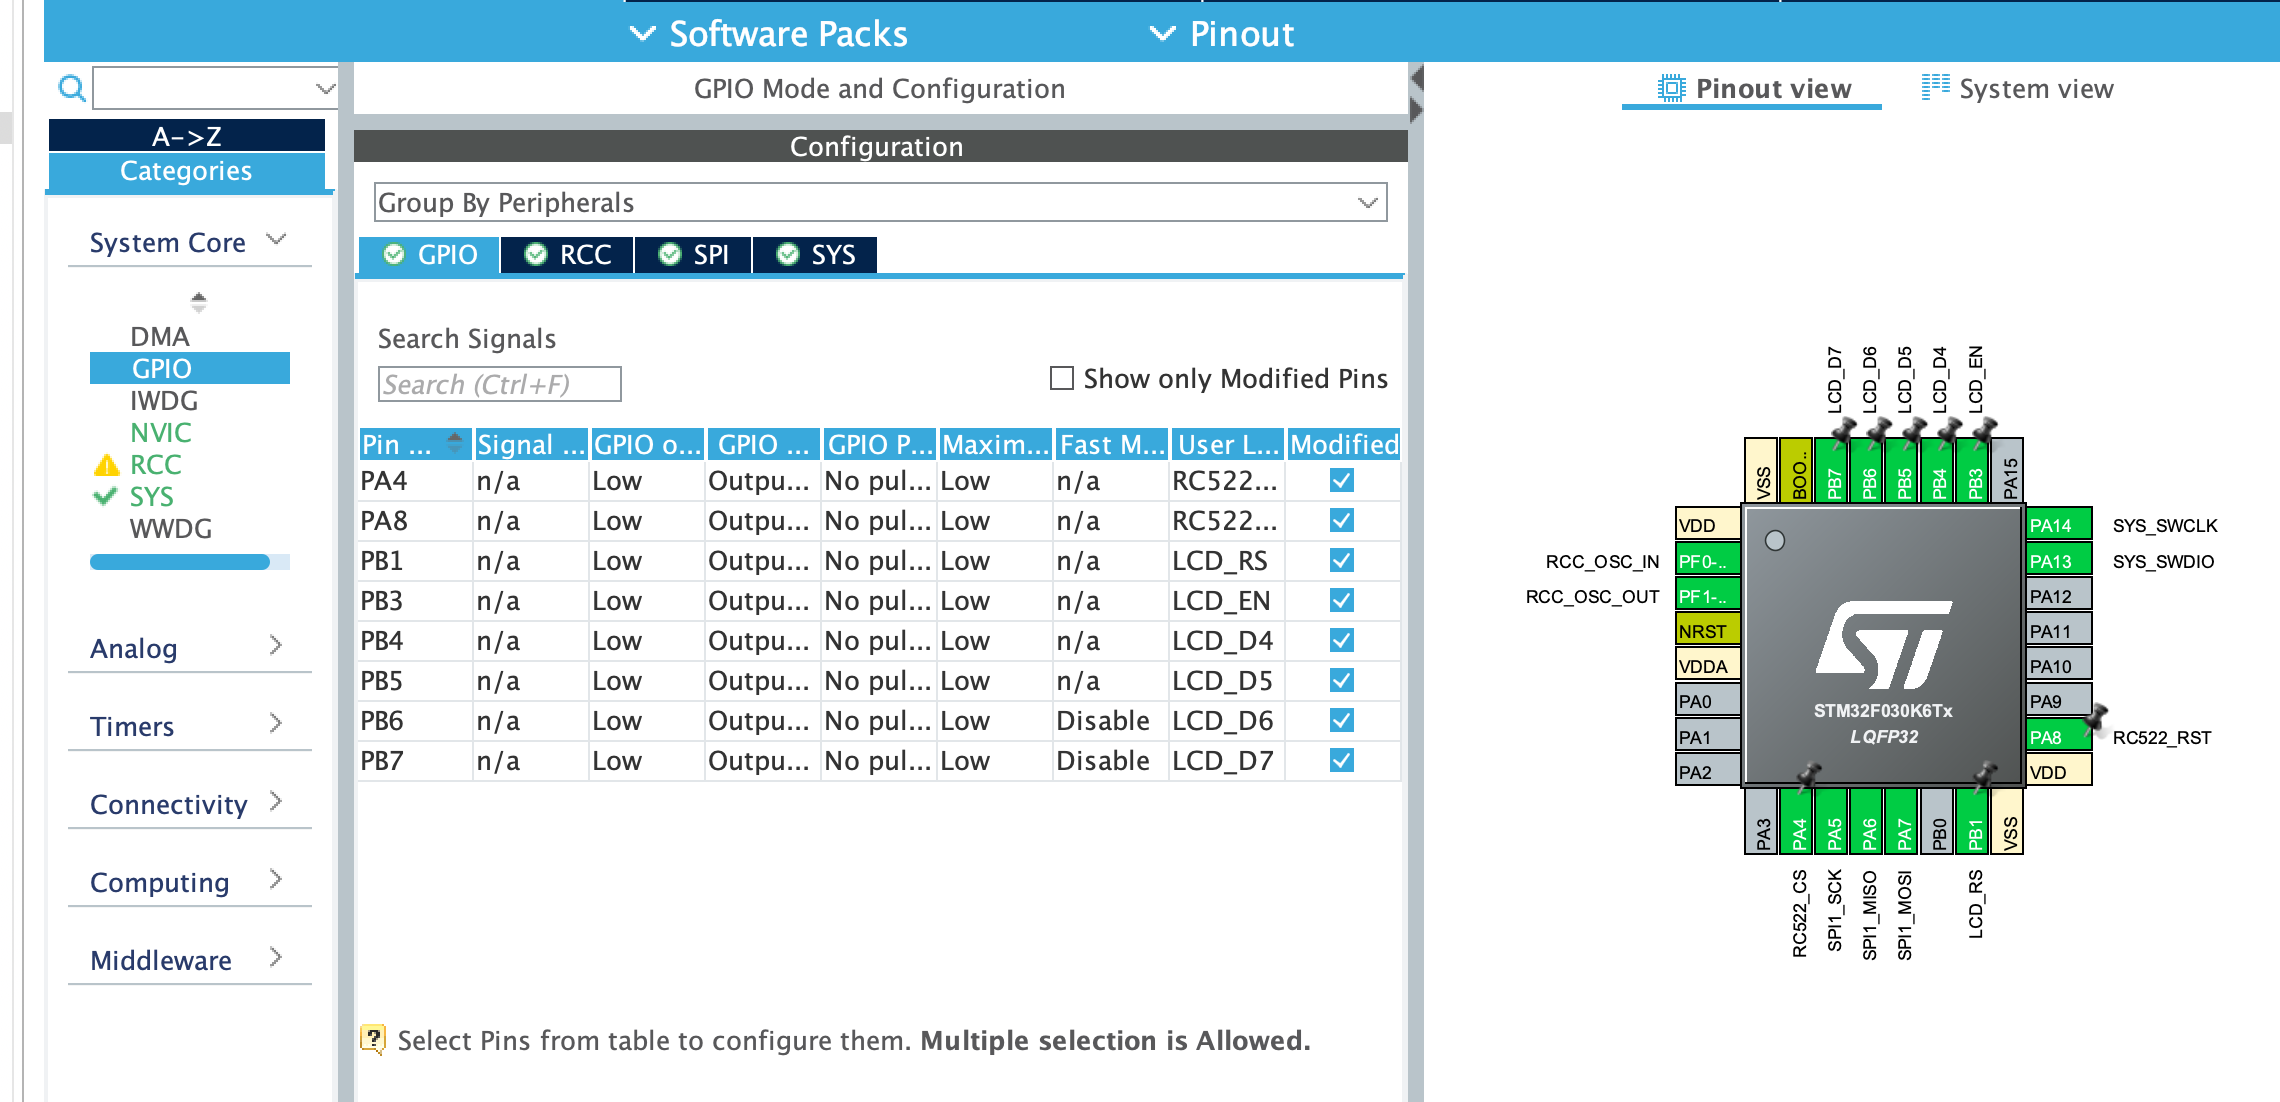 Software Packs
Pinout
A->Z
Categories
System Core
DMA
GPIO
IWDG
NVIC
RCC
SYS
WWDG
Analog
Timers
Connectivity
Computing
Middleware
GPIO Mode and Configuration
Configuration
Group By Peripherals
GPIO RCC SPI SYS
Search Signals
Search (Ctrl+F)
Show only Modified Pins
Pin ... Signal ... GPIO o... GPIO ... GPIO P... Maxim... Fast M... User L... Modified
PA4 n/a Low Outpu... No pul... Low n/a RC522...
PA8 n/a Low Outpu... No pul... Low n/a RC522...
PB1 n/a Low Outpu... No pul... Low n/a LCD_RS
PB3 n/a Low Outpu... No pul... Low n/a LCD_EN
PB4 n/a Low Outpu... No pul... Low n/a LCD_D4
PB5 n/a Low Outpu... No pul... Low n/a LCD_D5
PB6 n/a Low Outpu... No pul... Low Disable LCD_D6
PB7 n/a Low Outpu... No pul... Low Disable LCD_D7
Select Pins from table to configure them. Multiple selection is Allowed.
Pinout view
System view
LCD_D7
LCD_D6
LCD_D5
LCD_D4
LCD_EN
VSS
BOO..
PB7
PB6
PB5
PB4
PB3
PA15
VDD
RCC_OSC_IN PF0-..
RCC_OSC_OUT PF1-..
NRST
VDDA
PA0
PA1
PA2
ST
STM32F030K6Tx
LQFP32
PA14 SYS_SWCLK
PA13 SYS_SWDIO
PA12
PA11
PA10
PA9
PA8 RC522_RST
VDD
PA3
PA4
PA5
PA6
PA7
PB0
PB1
VSS
RC522_CS
SPI1_SCK
SPI1_MISO
SPI1_MOSI
LCD_RS